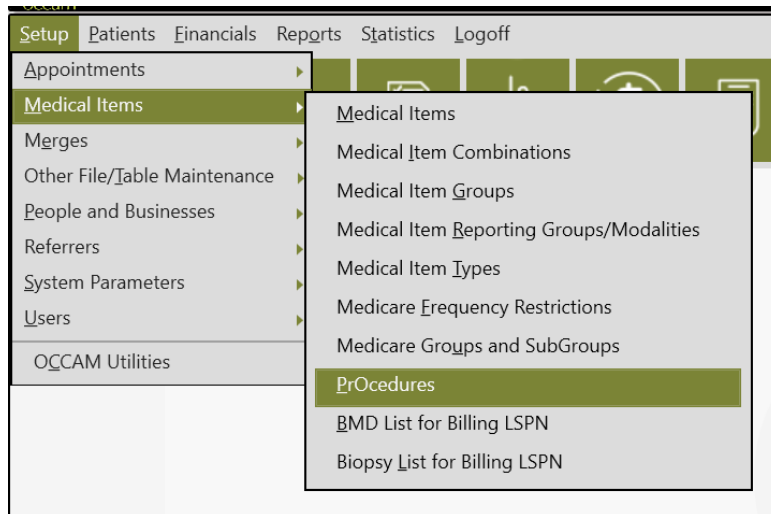 OCCAM
Setup Patients Financials Reports Statistics Logoff
Appointments
Medical Items
Merges
Other File/Table Maintenance
People and Businesses
Referrers
System Parameters
Users
OCCAM Utilities
Medical Items
Medical Item Combinations
Medical Item Groups
Medical Item Reporting Groups/Modalities
Medical Item Types
Medicare Frequency Restrictions
Medicare Groups and SubGroups
PrOcedures
BMD List for Billing LSPN
Biopsy List for Billing LSPN